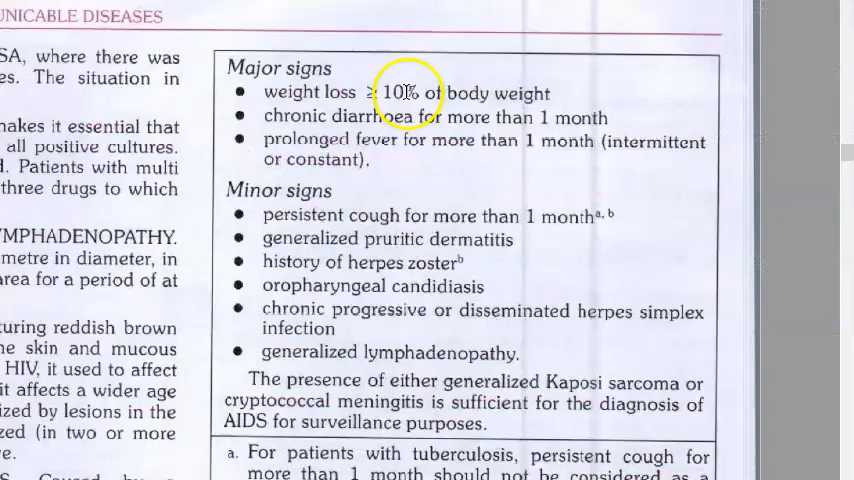 UNICABLE DISEASES
SA, where there was
es. The situation in
makes it essential that
all positive cultures.
d. Patients with multi
three drugs to which
YMPHADENOPATHY.
metre in diameter, in
area for a period of at
turing reddish brown
he skin and mucous
HIV, it used to affect
it affects a wider age
ized by lesions in the
zed (in two or more
e.
Caused by a
Major signs
● weight loss ≥ 10% of body weight
● chronic diarrhoea for more than 1 month
● prolonged fever for more than 1 month (intermittent
or constant).
Minor signs
● persistent cough for more than 1 monthᵃ, ᵇ
● generalized pruritic dermatitis
● history of herpes zosterᵇ
● oropharyngeal candidiasis
● chronic progressive or disseminated herpes simplex
infection
● generalized lymphadenopathy.
The presence of either generalized Kaposi sarcoma or
cryptococcal meningitis is sufficient for the diagnosis of
AIDS for surveillance purposes.
a. For patients with tuberculosis, persistent cough for
more than 1 month should not be considered as a